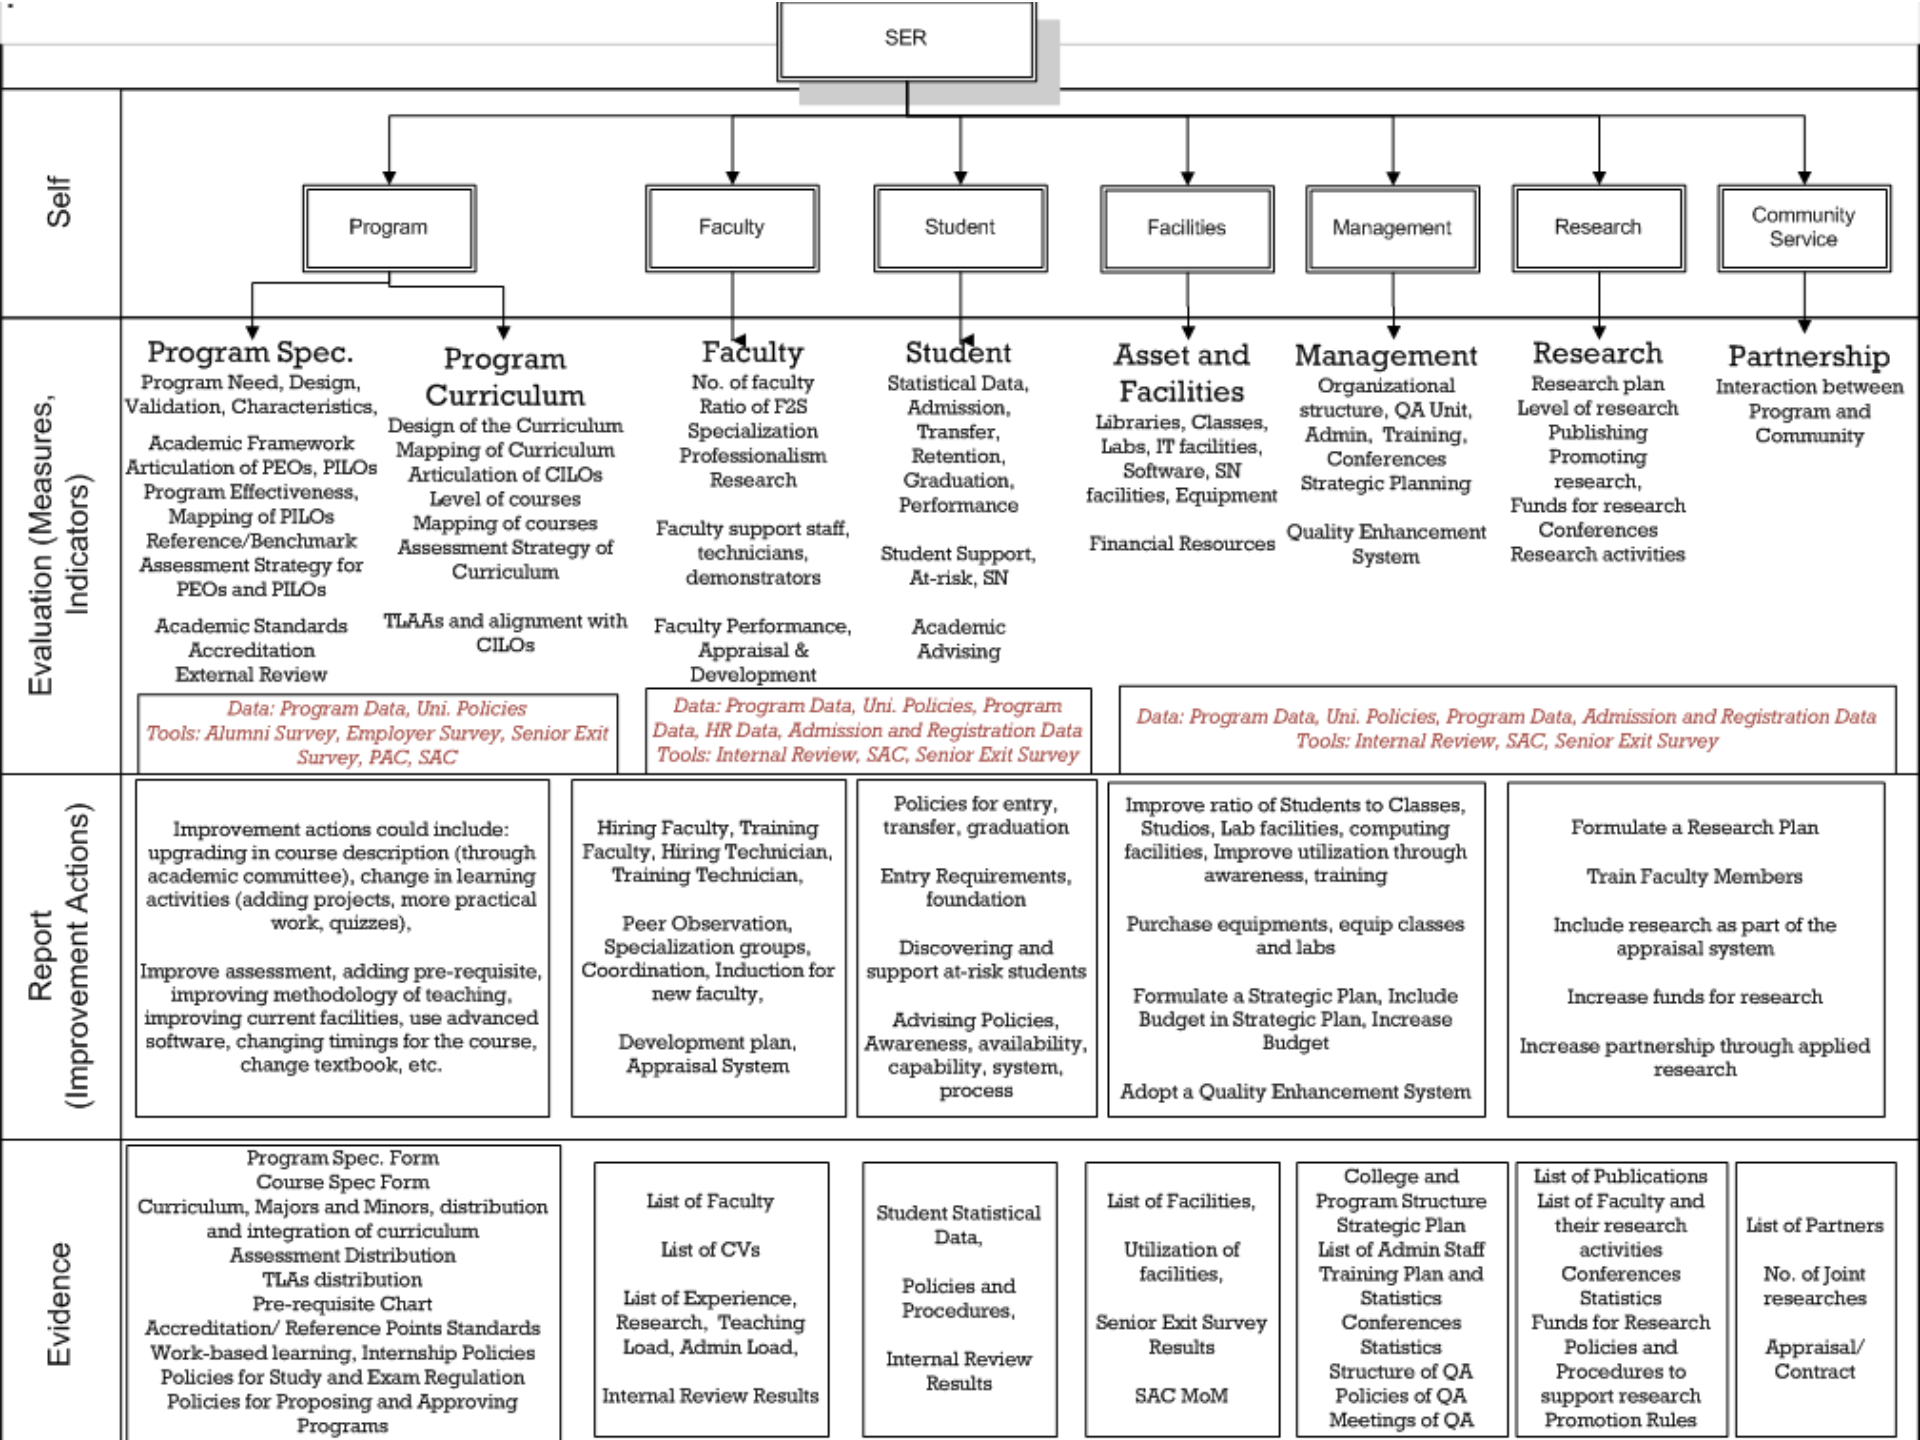 SER
Self
Program
Faculty
Student
Facilities
Management
Research
Community
Service
Evaluation (Measures,
Indicators)
Program Spec.
Program Need, Design,
Validation, Characteristics,
Academic Framework
Articulation of PEOs, PILOs
Program Effectiveness,
Mapping of PILOs
Reference/Benchmark
Assessment Strategy for
PEOs and PILOs
Academic Standards
Accreditation
External Review
Program
Curriculum
Design of the Curriculum
Mapping of Curriculum
Articulation of CILOs
Level of courses
Mapping of courses
Assessment Strategy of
Curriculum
TLAAs and alignment with
CILOs
Faculty
No. of faculty
Ratio of F2S
Specialization
Professionalism
Research
Faculty support staff,
technicians,
demonstrators
Faculty Performance,
Appraisal &
Development
Student
Statistical Data,
Admission,
Transfer,
Retention,
Graduation,
Performance
Student Support,
At-risk, SN
Academic
Advising
Asset and
Facilities
Libraries, Classes,
Labs, IT facilities,
Software, SN
facilities, Equipment
Financial Resources
Management
Organizational
structure, QA Unit,
Admin, Training,
Conferences
Strategic Planning
Quality Enhancement
System
Research
Research plan
Level of research
Publishing
Promoting
research,
Funds for research
Conferences
Research activities
Partnership
Interaction between
Program and
Community
Data: Program Data, Uni. Policies
Tools: Alumni Survey, Employer Survey, Senior Exit
Survey, PAC, SAC
Data: Program Data, Uni. Policies, Program
Data, HR Data, Admission and Registration Data
Tools: Internal Review, SAC, Senior Exit Survey
Data: Program Data, Uni. Policies, Program Data, Admission and Registration Data
Tools: Internal Review, SAC, Senior Exit Survey
Report
(Improvement Actions)
Improvement actions could include:
upgrading in course description (through
academic committee), change in learning
activities (adding projects, more practical
work, quizzes),
Improve assessment, adding pre-requisite,
improving methodology of teaching,
improving current facilities, use advanced
software, changing timings for the course,
change textbook, etc.
Hiring Faculty, Training
Faculty, Hiring Technician,
Training Technician,
Peer Observation,
Specialization groups,
Coordination, Induction for
new faculty,
Development plan,
Appraisal System
Policies for entry,
transfer, graduation
Entry Requirements,
foundation
Discovering and
support at-risk students
Advising Policies,
Awareness, availability,
capability, system,
process
Improve ratio of Students to Classes,
Studios, Lab facilities, computing
facilities, Improve utilization through
awareness, training
Purchase equipments, equip classes
and labs
Formulate a Strategic Plan, Include
Budget in Strategic Plan, Increase
Budget
Adopt a Quality Enhancement System
Formulate a Research Plan
Train Faculty Members
Include research as part of the
appraisal system
Increase funds for research
Increase partnership through applied
research
Evidence
Program Spec. Form
Course Spec Form
Curriculum, Majors and Minors, distribution
and integration of curriculum
Assessment Distribution
TLAs distribution
Pre-requisite Chart
Accreditation/ Reference Points Standards
Work-based learning, Internship Policies
Policies for Study and Exam Regulation
Policies for Proposing and Approving
Programs
List of Faculty
List of CVs
List of Experience,
Research, Teaching
Load, Admin Load,
Internal Review Results
Student Statistical
Data,
Policies and
Procedures,
Internal Review
Results
List of Facilities,
Utilization of
facilities,
Senior Exit Survey
Results
SAC MoM
College and
Program Structure
Strategic Plan
List of Admin Staff
Training Plan and
Statistics
Conferences
Statistics
Structure of QA
Policies of QA
Meetings of QA
List of Publications
List of Faculty and
their research
activities
Conferences
Statistics
Funds for Research
Policies and
Procedures to
support research
Promotion Rules
List of Partners
No. of Joint
researches
Appraisal/
Contract